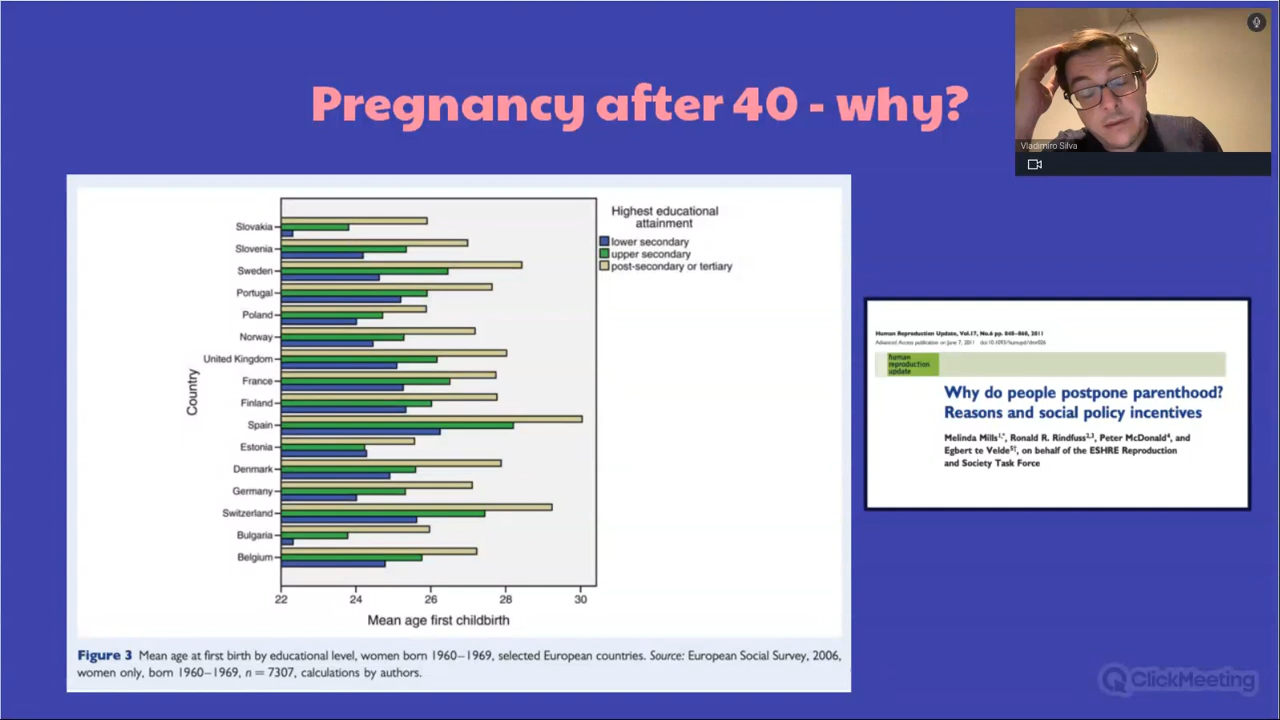 Pregnancy after 40 - why?
Vladimiro Silva
Highest educational
attainment
lower secondary
upper secondary
post-secondary or tertiary
Country
Slovakia
Slovenia
Sweden
Portugal
Poland
Norway
United Kingdom
France
Finland
Spain
Estonia
Denmark
Germany
Switzerland
Bulgaria
Belgium
22 24 26 28 30
Mean age first childbirth
Figure 3 Mean age at first birth by educational level, women born 1960–1969, selected European countries. Source: European Social Survey, 2006,
women only, born 1960–1969, n = 7307, calculations by authors.
Human Reproduction Update, Vol.17, No.6 pp. 848–860, 2011
Advanced Access publication on June 7, 2011 doi:10.1093/humupd/dmr026
human
reproduction
update
Why do people postpone parenthood?
Reasons and social policy incentives
Melinda Mills1,*, Ronald R. Rindfuss2,3, Peter McDonald4, and
Egbert te Velde5†, on behalf of the ESHRE Reproduction
and Society Task Force
ClickMeeting